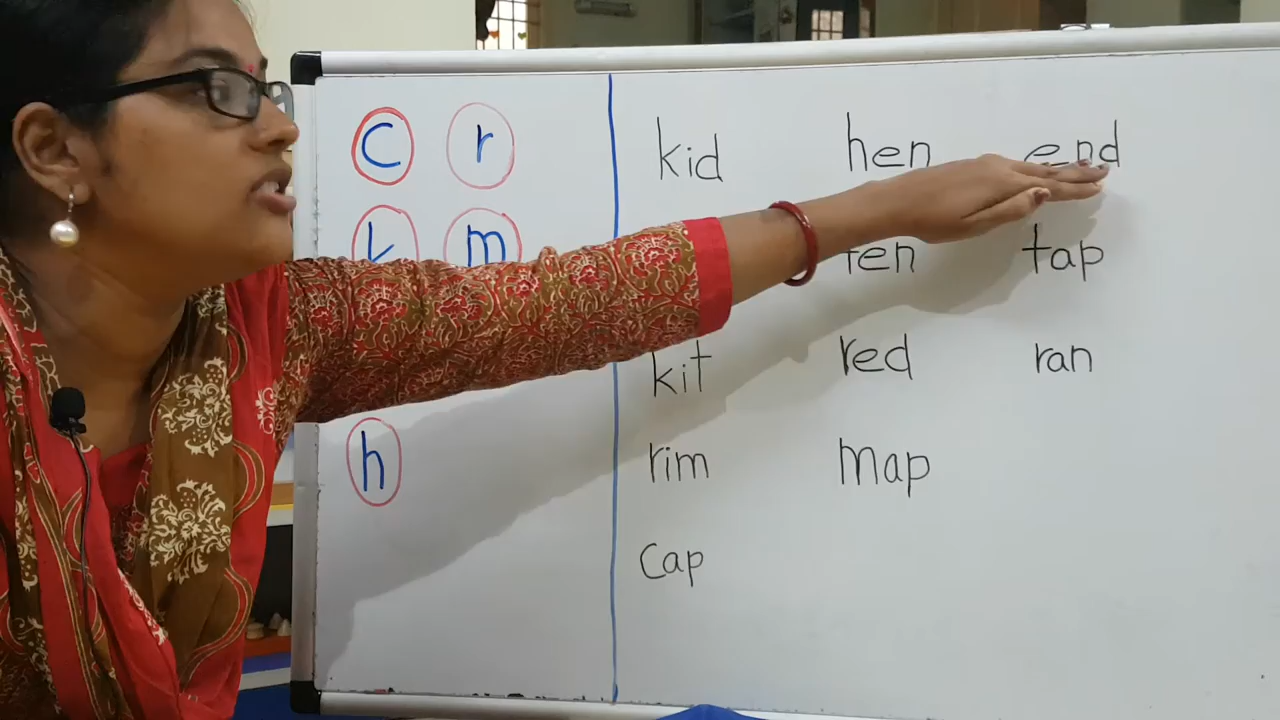 c r kid hen end
m ten tap
kit red ran
h rim map
cap